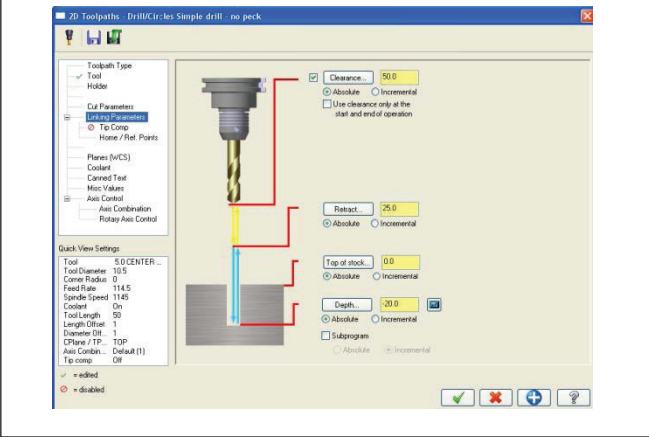 2D Toolpaths - Drill/Circles Simple drill - no peck
Toolpath Type
Tool
Holder
Cut Parameters
Linking Parameters
Tip Comp
Home / Ref. Points
Planes (WCS)
Coolant
Canned Text
Misc Values
Axis Control
Axis Combination
Rotary Axis Control
Quick View Settings
Tool 5.0 CENTER ...
Tool Diameter 10.5
Corner Radius 0
Feed Rate 114.5
Spindle Speed 1145
Coolant On
Tool Length 50
Length Offset 1
Diameter Off... 1
CPlane / TP... TOP
Axis Combin... Default (1)
Tip comp Off
= edited
= disabled
Clearance... 50.0
Absolute Incremental
Use clearance only at the
start and end of operation
Retract... 25.0
Absolute Incremental
Top of stock... 0.0
Absolute Incremental
Depth... -20.0
Absolute Incremental
Subprogram
Absolute Incremental